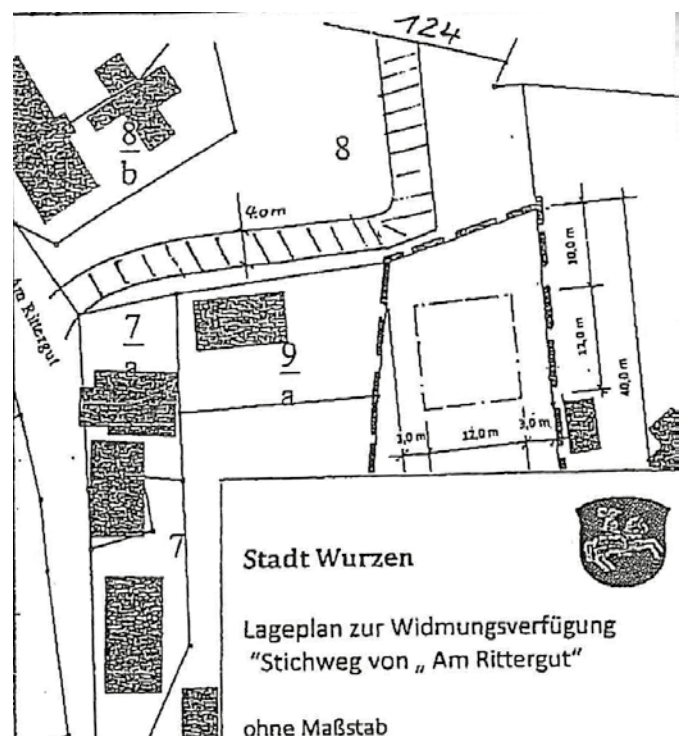 124
8
b
8
4.0m
Am Rittergut
7
a
9
a
10,0 m
12,0 m
40,0 m
3,0 m
12,0 m
3,0 m
7
Stadt Wurzen
Lageplan zur Widmungsverfügung
"Stichweg von „ Am Rittergut“
ohne Maßstab